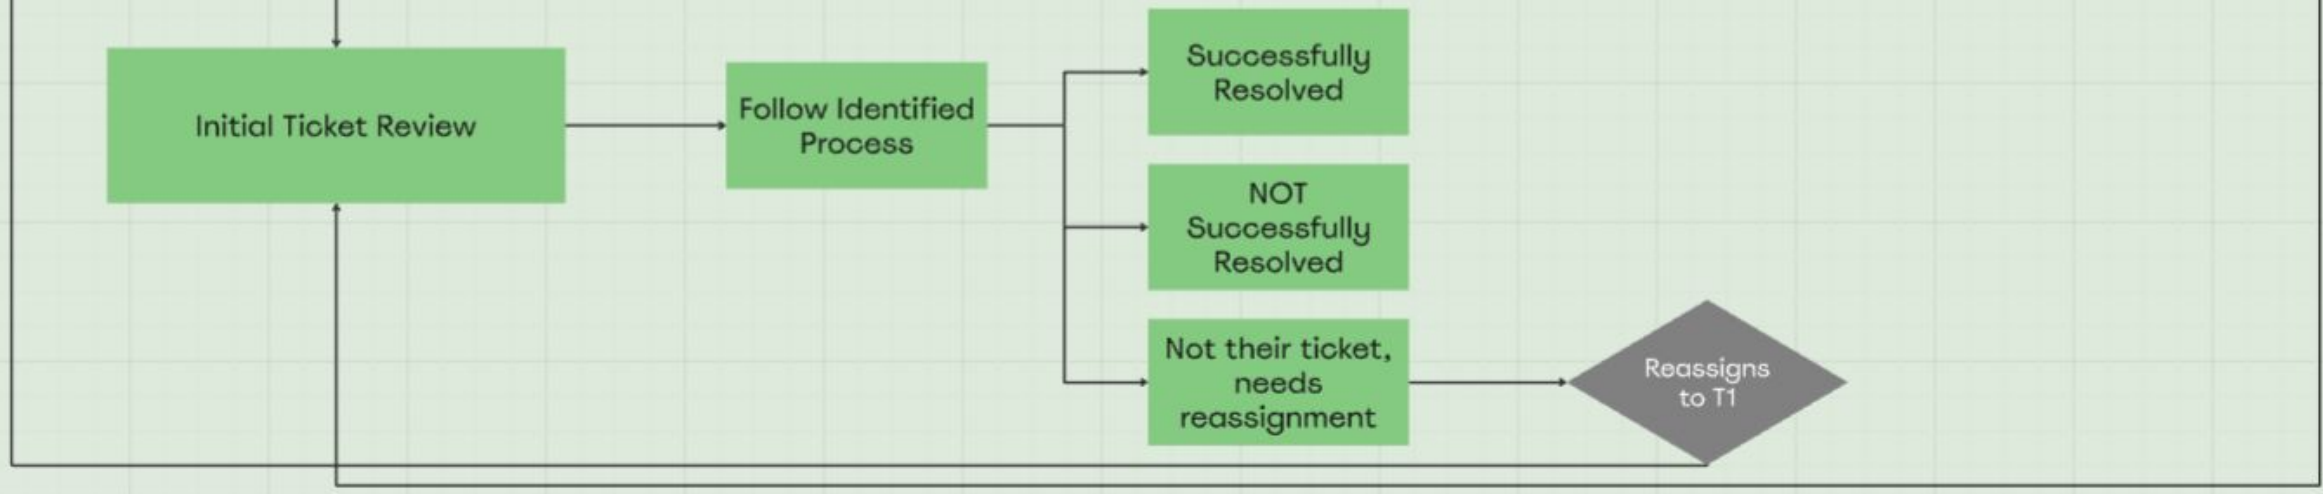 Initial Ticket Review
Follow Identified
Process
Successfully
Resolved
NOT
Successfully
Resolved
Not their ticket,
needs
reassignment
Reassigns
to T1